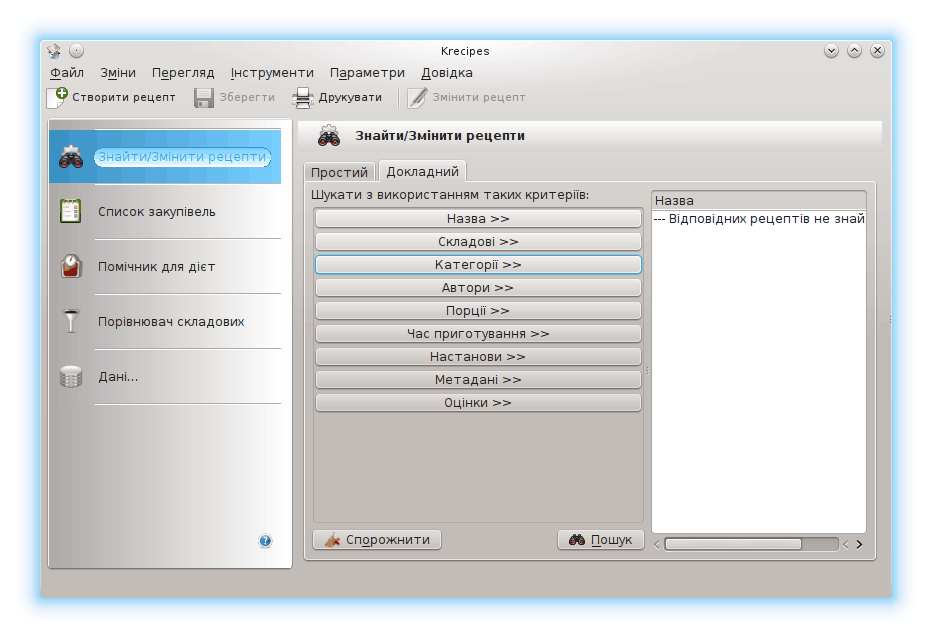 Krecipes
Файл Зміни Перегляд Інструменти Параметри Довідка
Створити рецепт Зберегти Друкувати Змінити рецепт
Знайти/Змінити рецепти
Список закупівель
Помічник для дієт
Порівнювач складових
Дані...
Знайти/Змінити рецепти
Простий Докладний
Шукати з використанням таких критеріїв:
Назва >>
Складові >>
Категорії >>
Автори >>
Порції >>
Час приготування >>
Настанови >>
Метадані >>
Оцінки >>
Спорожнити Пошук
Назва
--- Відповідних рецептів не знай